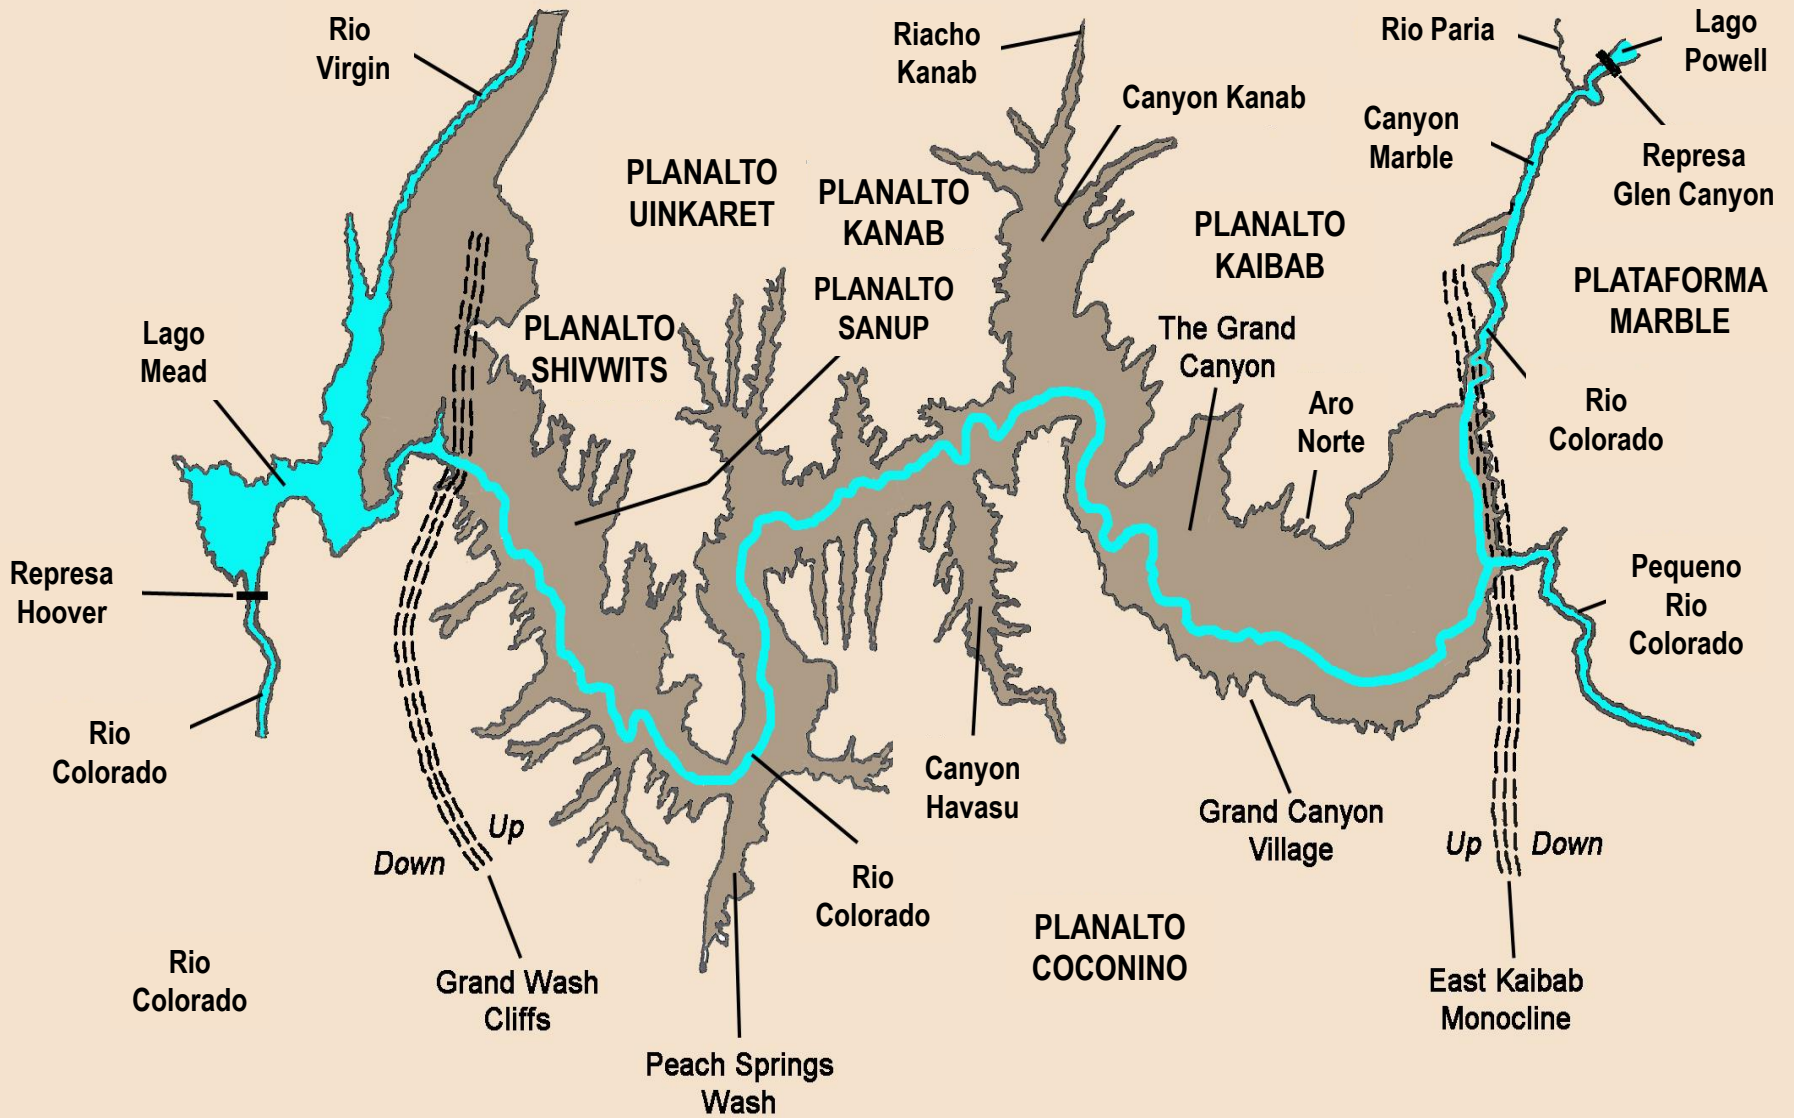 Rio
Virgin
Riacho
Kanab
Rio Paria
Lago
Powell
Canyon Kanab
Canyon
Marble
Represa
Glen Canyon
PLANALTO
UINKARET
PLANALTO
KANAB
PLANALTO
KAIBAB
PLANALTO
SANUP
PLATAFORMA
MARBLE
Lago
Mead
PLANALTO
SHIVWITS
The Grand
Canyon
Aro
Norte
Rio
Colorado
Represa
Hoover
Pequeno
Rio
Colorado
Rio
Colorado
Canyon
Havasu
Grand Canyon
Village
Up
Down
Up
Down
Rio
Colorado
PLANALTO
COCONINO
Rio
Colorado
Grand Wash
Cliffs
East Kaibab
Monocline
Peach Springs
Wash